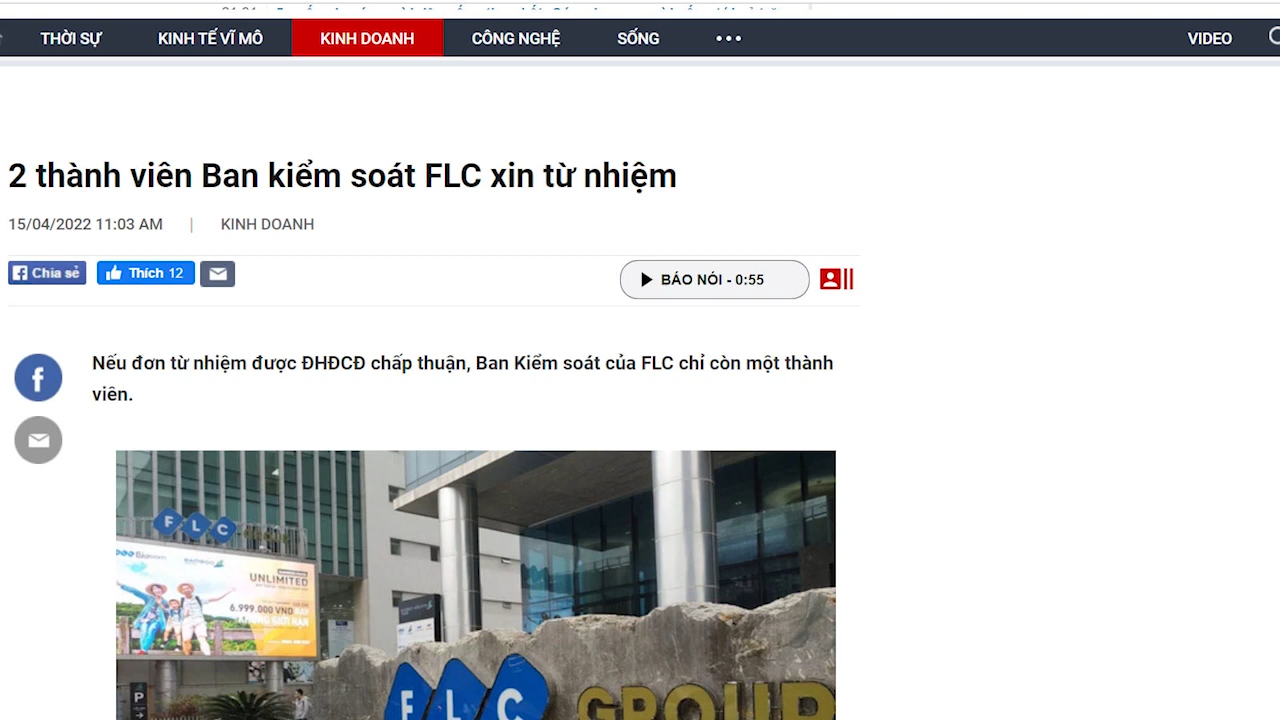 THỜI SỰ KINH TẾ VĨ MÔ KINH DOANH CÔNG NGHỆ SỐNG VIDEO
2 thành viên Ban kiểm soát FLC xin từ nhiệm
15/04/2022 11:03 AM | KINH DOANH
Chia sẻ Thích 12 BÁO NÓI - 0:55
Nếu đơn từ nhiệm được ĐHĐCĐ chấp thuận, Ban Kiểm soát của FLC chỉ còn một thành
viên.
FLC
UNLIMITED
6.999.000 VND
KHÔNG GIỚI HẠN
P
FLC GROUP